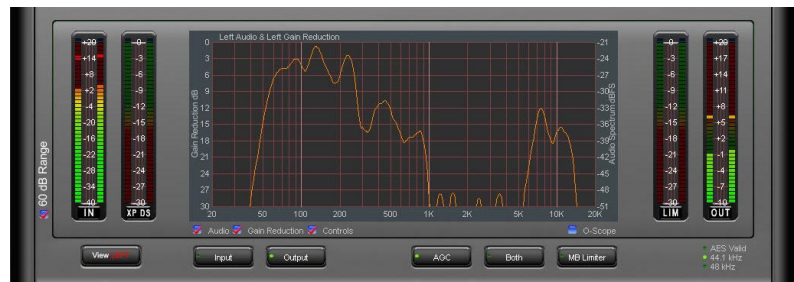 60 dB Range
+20
+14
+8
+2
-4
-10
-16
-22
-28
-34
-40
IN
-0
-3
-6
-9
-12
-15
-18
-21
-24
-27
-30
XP DS
Left Audio & Left Gain Reduction
Gain Reduction dB
0
3
6
9
12
15
18
21
24
27
30
20
50
100
200
500
1K
2K
5K
10K
20K
-21
-24
-27
-30
-33
-36
-39
-42
-45
-48
-51
Audio Spectrum dBFS
Audio
Gain Reduction
Controls
O-Scope
-0
-3
-6
-9
-12
-15
-18
-21
-24
-27
-30
LIM
+20
+17
+14
+11
+8
+5
+2
-1
-4
-7
-10
OUT
View
Input
Output
AGC
Both
MB Limiter
AES Valid
44.1 kHz
48 kHz